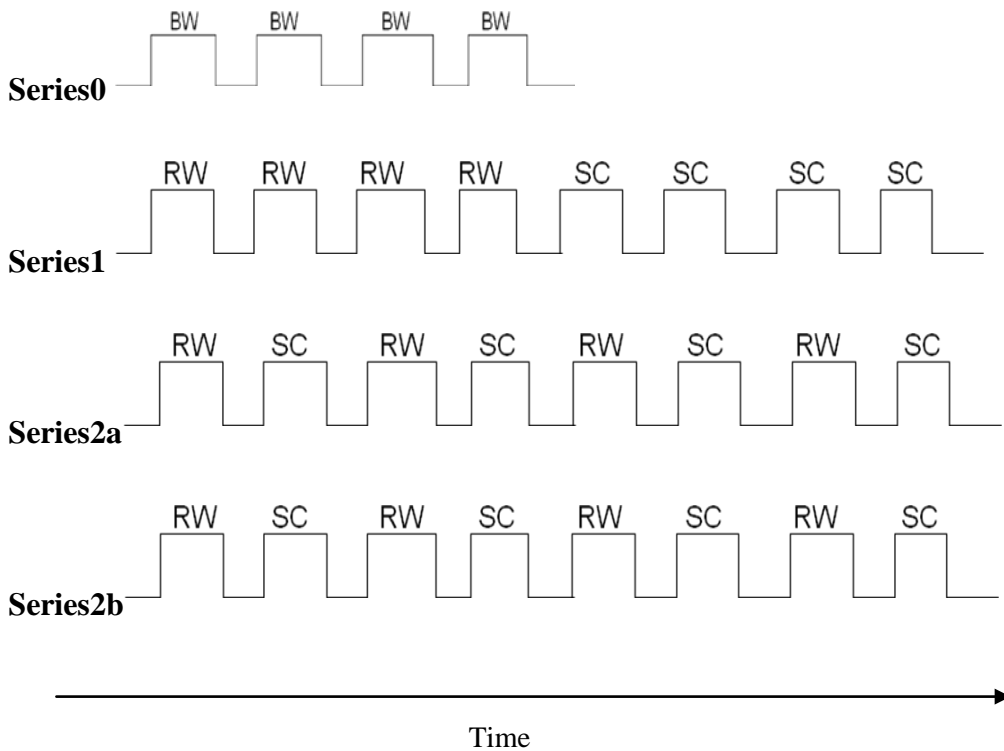 BW BW BW BW
Series0
RW RW RW RW SC SC SC SC
Series1
RW SC RW SC RW SC RW SC
Series2a
RW SC RW SC RW SC RW SC
Series2b
Time